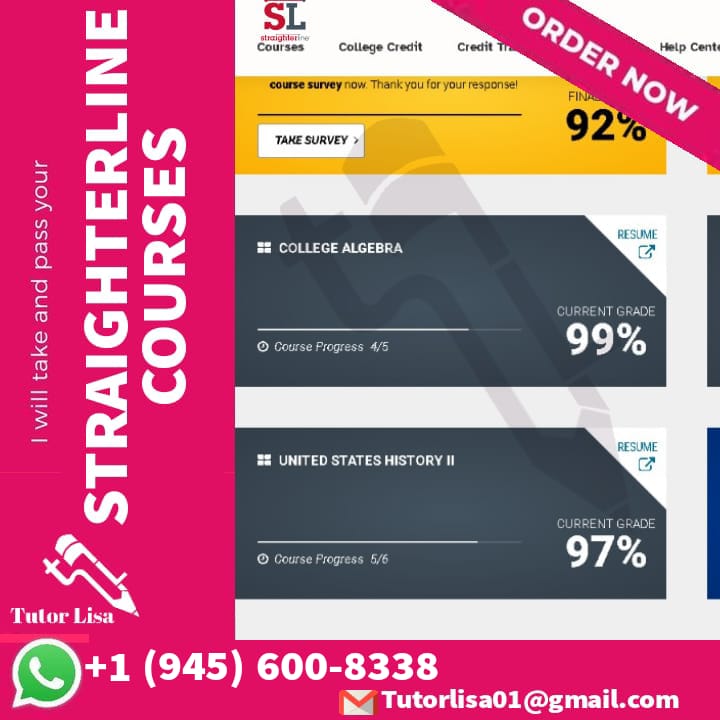 I will take and pass your
STRAIGHTERLINE
COURSES
Tutor Lisa
SL
straighterline
Courses College Credit Credit Help
ORDER NOW
course survey now. Thank you for your response!
92%
TAKE SURVEY >
COLLEGE ALGEBRA
RESUME
CURRENT GRADE
99%
Course Progress 4/5
UNITED STATES HISTORY II
RESUME
CURRENT GRADE
97%
Course Progress 5/6
+1 (945) 600-8338
Tutorlisa01@gmail.com